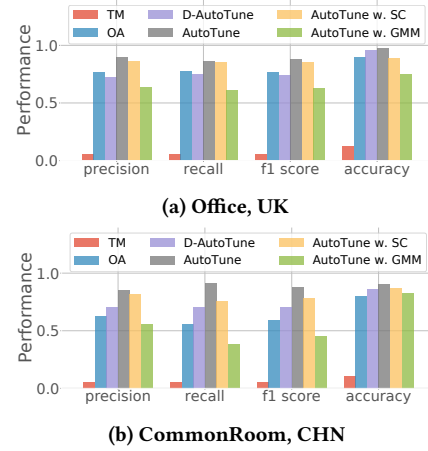 TM D-AutoTune AutoTune w. SC
OA AutoTune AutoTune w. GMM
Performance
1.0
0.5
0.0
precision recall f1 score accuracy
(a) Office, UK
TM D-AutoTune AutoTune w. SC
OA AutoTune AutoTune w. GMM
Performance
1.0
0.5
0.0
precision recall f1 score accuracy
(b) CommonRoom, CHN